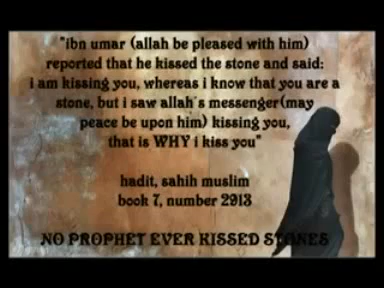 "ibn umar (allah be pleased with him)
reported that he kissed the stone and said:
i am kissing you, whereas i know that you are a
stone, but i saw allah´s messenger(may
peace be upon him) kissing you,
that is WHY i kiss you"
hadit, sahih muslim
book 7, number 2913
NO PROPHET EVER KISSED STONES